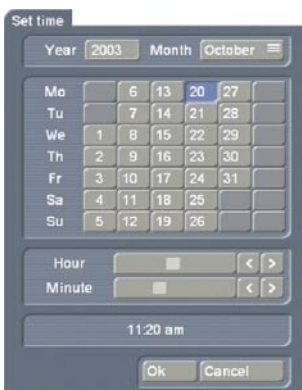 Set time
Year 2003 Month October
Mo 6 13 20 27
Tu 7 14 21 28
We 1 8 15 22 29
Th 2 9 16 23 30
Fr 3 10 17 24 31
Sa 4 11 18 25
Su 5 12 19 26
Hour < >
Minute < >
11:20 am
Ok Cancel